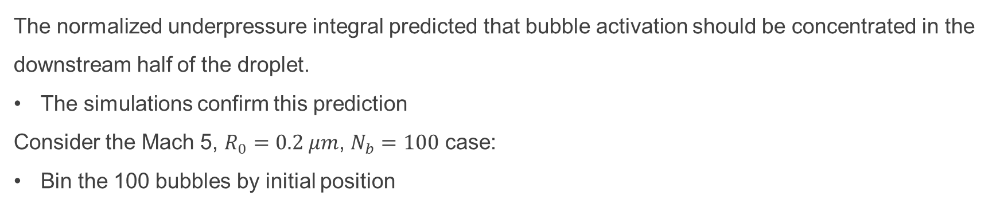 The normalized underpressure integral predicted that bubble activation should be concentrated in the
downstream half of the droplet.
• The simulations confirm this prediction
Consider the Mach 5, R₀ = 0.2 μm, N_b = 100 case:
• Bin the 100 bubbles by initial position